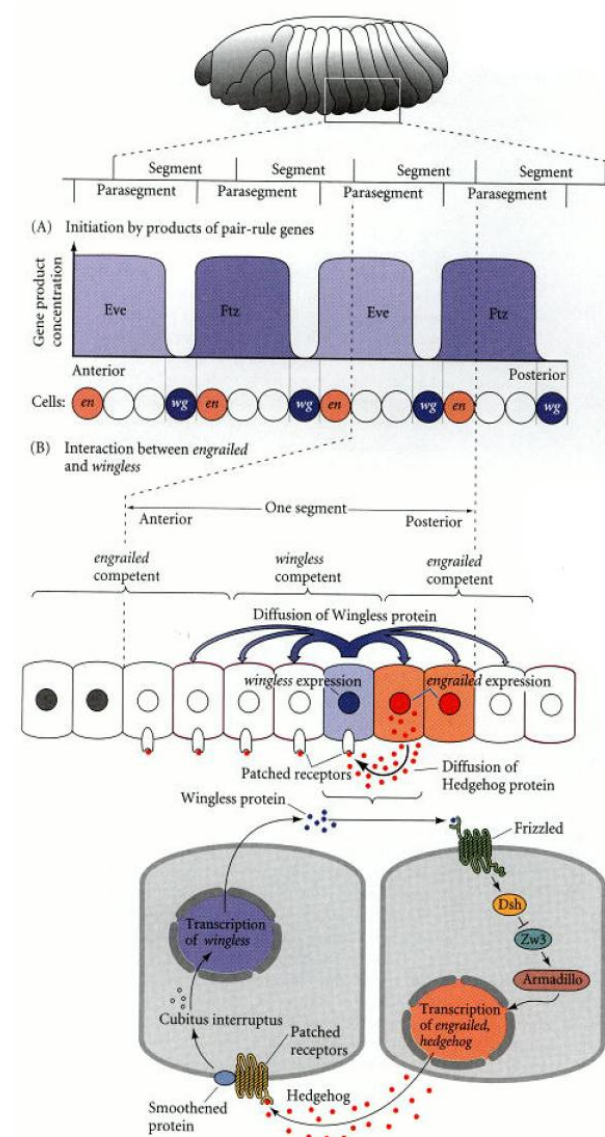 Segment Segment Segment Segment
Parasegment Parasegment Parasegment Parasegment
(A) Initiation by products of pair-rule genes
Gene product
concentration
Eve Ftz Eve Ftz
Anterior Posterior
Cells: en wg en wg en wg en wg
(B) Interaction between engrailed
and wingless
One segment
Anterior Posterior
engrailed
competent
wingless
competent
engrailed
competent
Diffusion of Wingless protein
wingless expression
engrailed expression
Patched receptors
Diffusion of
Hedgehog protein
Wingless protein
Frizzled
Dsh
Zw3
Armadillo
Transcription
of wingless
Transcription
of engrailed,
hedgehog
Cubitus interruptus
Patched
receptors
Smoothened
protein
Hedgehog